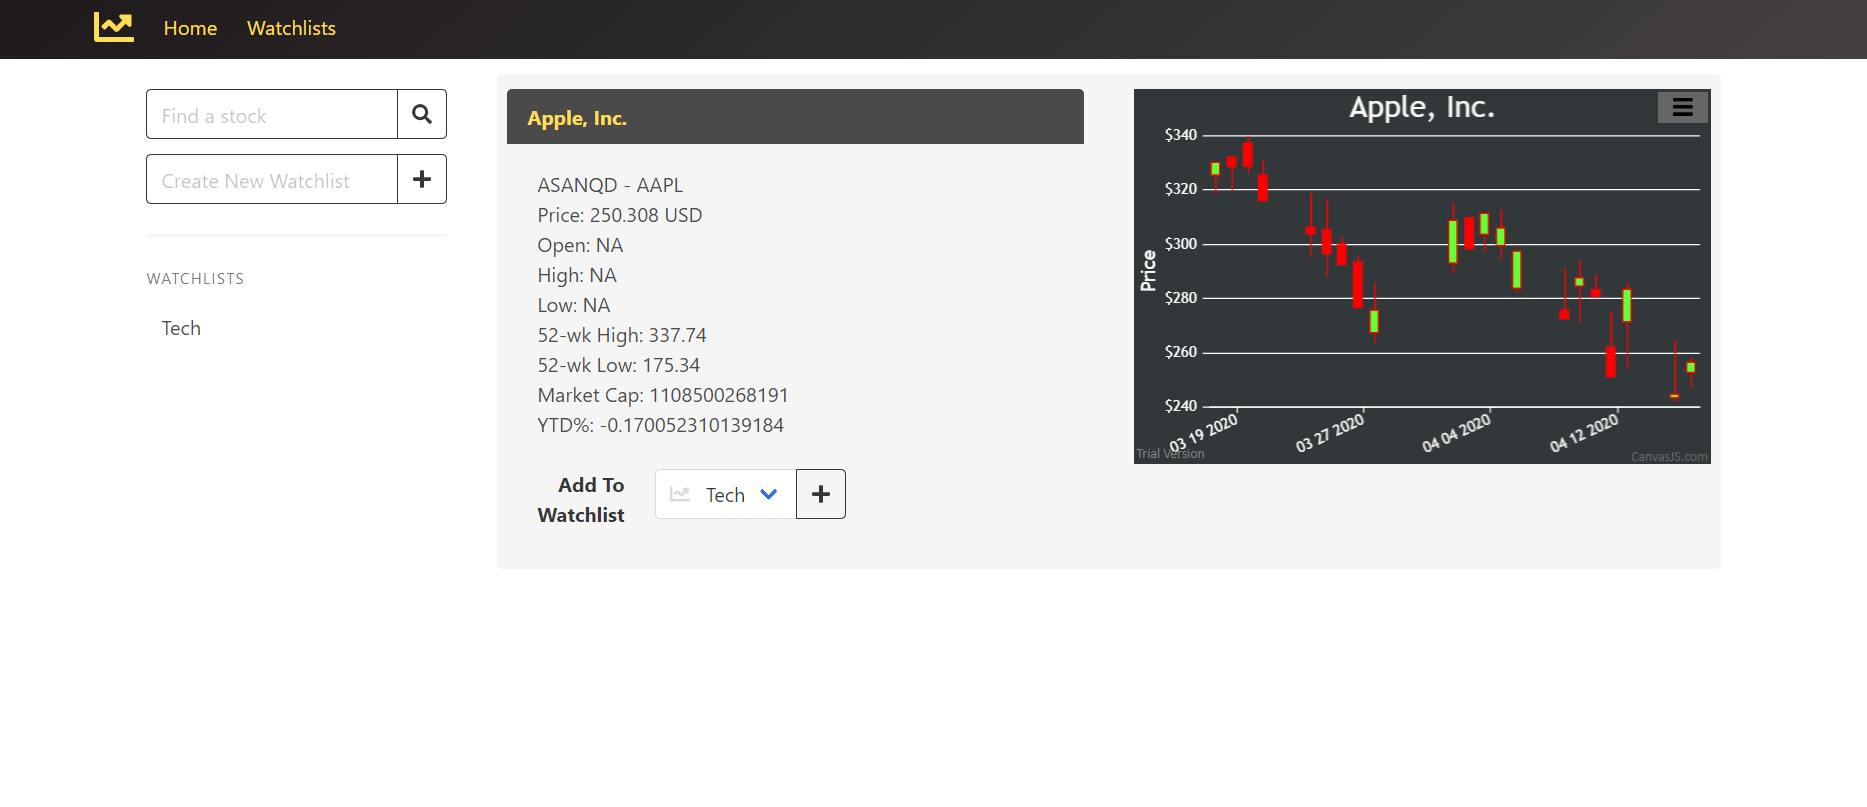 Home Watchlists
Find a stock
Create New Watchlist
WATCHLISTS
Tech
Apple, Inc.
ASANQD - AAPL
Price: 250.308 USD
Open: NA
High: NA
Low: NA
52-wk High: 337.74
52-wk Low: 175.34
Market Cap: 1108500268191
YTD%: -0.170052310139184
Add To
Watchlist
Tech
Apple, Inc.
Price
$340
$320
$300
$280
$260
$240
03 19 2020
03 27 2020
04 04 2020
04 12 2020
Trial Version
CanvasJS.com